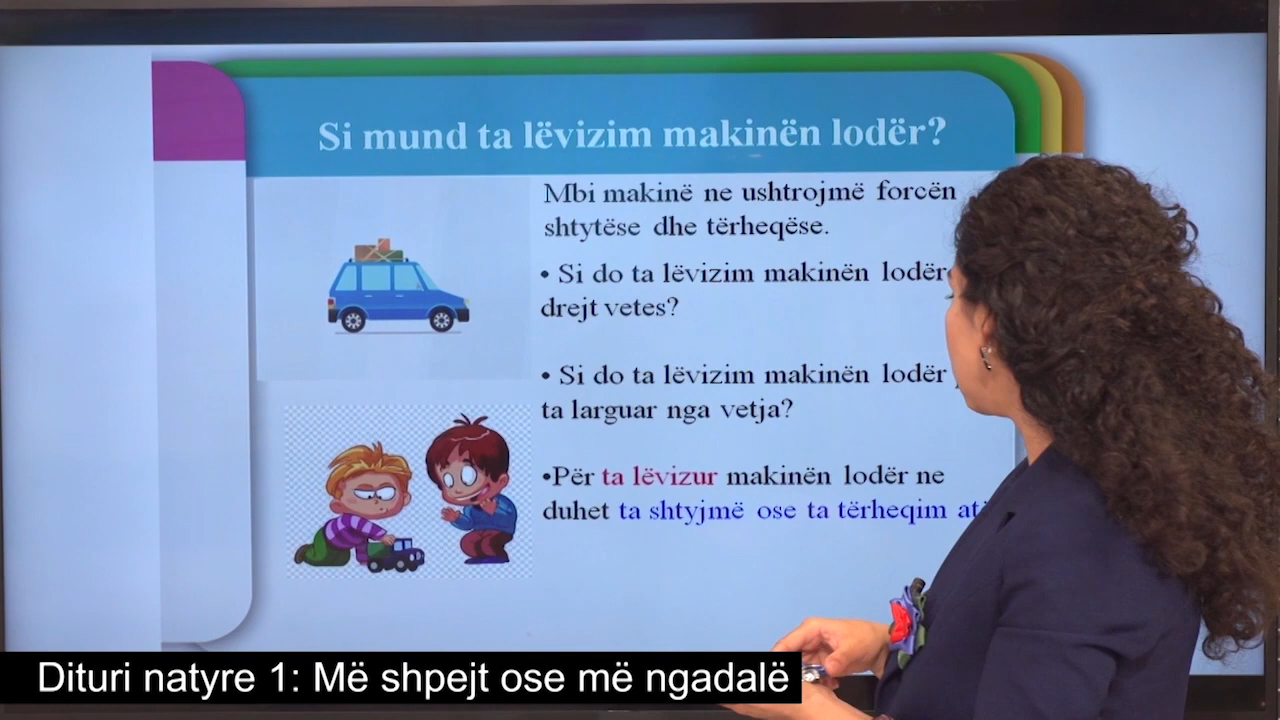 Si mund ta lëvizim makinën lodër?
Mbi makinë ne ushtrojmë forcën
shtytëse dhe tërheqëse.
• Si do ta lëvizim makinën lodër
drejt vetes?
• Si do ta lëvizim makinën lodër
ta larguar nga vetja?
•Për ta lëvizur makinën lodër ne
duhet ta shtyjmë ose ta tërheqim
Dituri natyre 1: Më shpejt ose më ngadalë